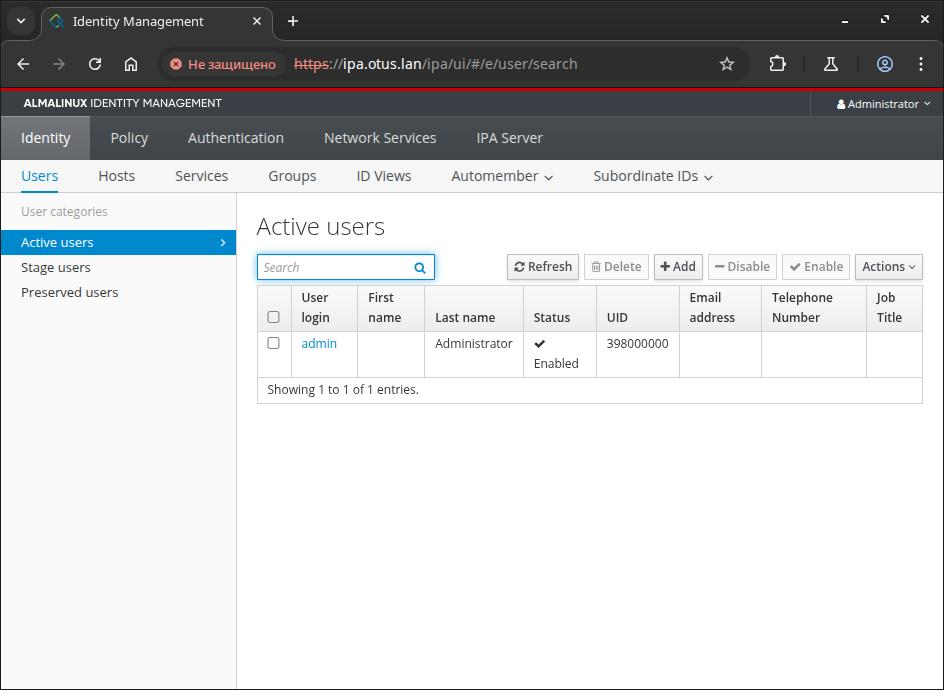 Identity Management
Не защищено https://ipa.otus.lan/ipa/ui/#/e/user/search
ALMALINUX IDENTITY MANAGEMENT Administrator
Identity Policy Authentication Network Services IPA Server
Users Hosts Services Groups ID Views Automember Subordinate IDs
User categories
Active users
Stage users
Preserved users
Active users
Search Refresh Delete Add Disable Enable Actions
User login First name Last name Status UID Email address Telephone Number Job Title
admin Administrator Enabled 398000000
Showing 1 to 1 of 1 entries.